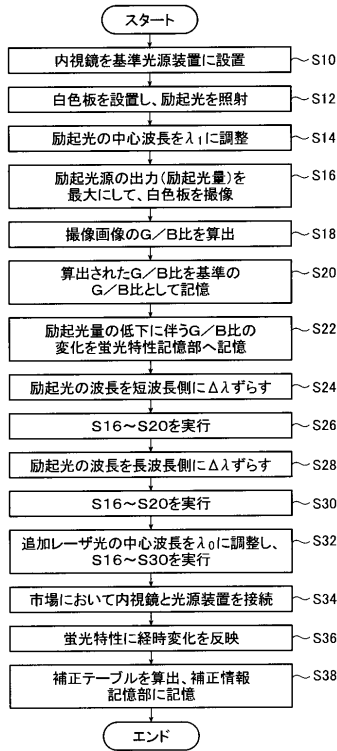 スタート
内視鏡を基準光源装置に設置
S10
白色板を設置し、励起光を照射
S12
励起光の中心波長をλ1に調整
S14
励起光源の出力(励起光量)を
最大にして、白色板を撮像
S16
撮像画像のG/B比を算出
S18
算出されたG/B比を基準の
G/B比として記憶
S20
励起光量の低下に伴うG/B比の
変化を蛍光特性記憶部へ記憶
S22
励起光の波長を短波長側にΔλずらす
S24
S16~S20を実行
S26
励起光の波長を長波長側にΔλずらす
S28
S16~S20を実行
S30
追加レーザ光の中心波長をλ0に調整し、
S16~S30を実行
S32
市場において内視鏡と光源装置を接続
S34
蛍光特性に経時変化を反映
S36
補正テーブルを算出、補正情報
記憶部に記憶
S38
エンド